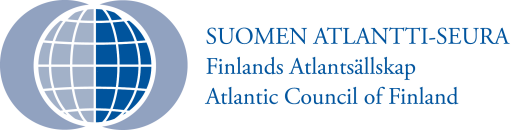 SUOMEN ATLANTTI-SEURA
Finlands Atlantsällskap
Atlantic Council of Finland